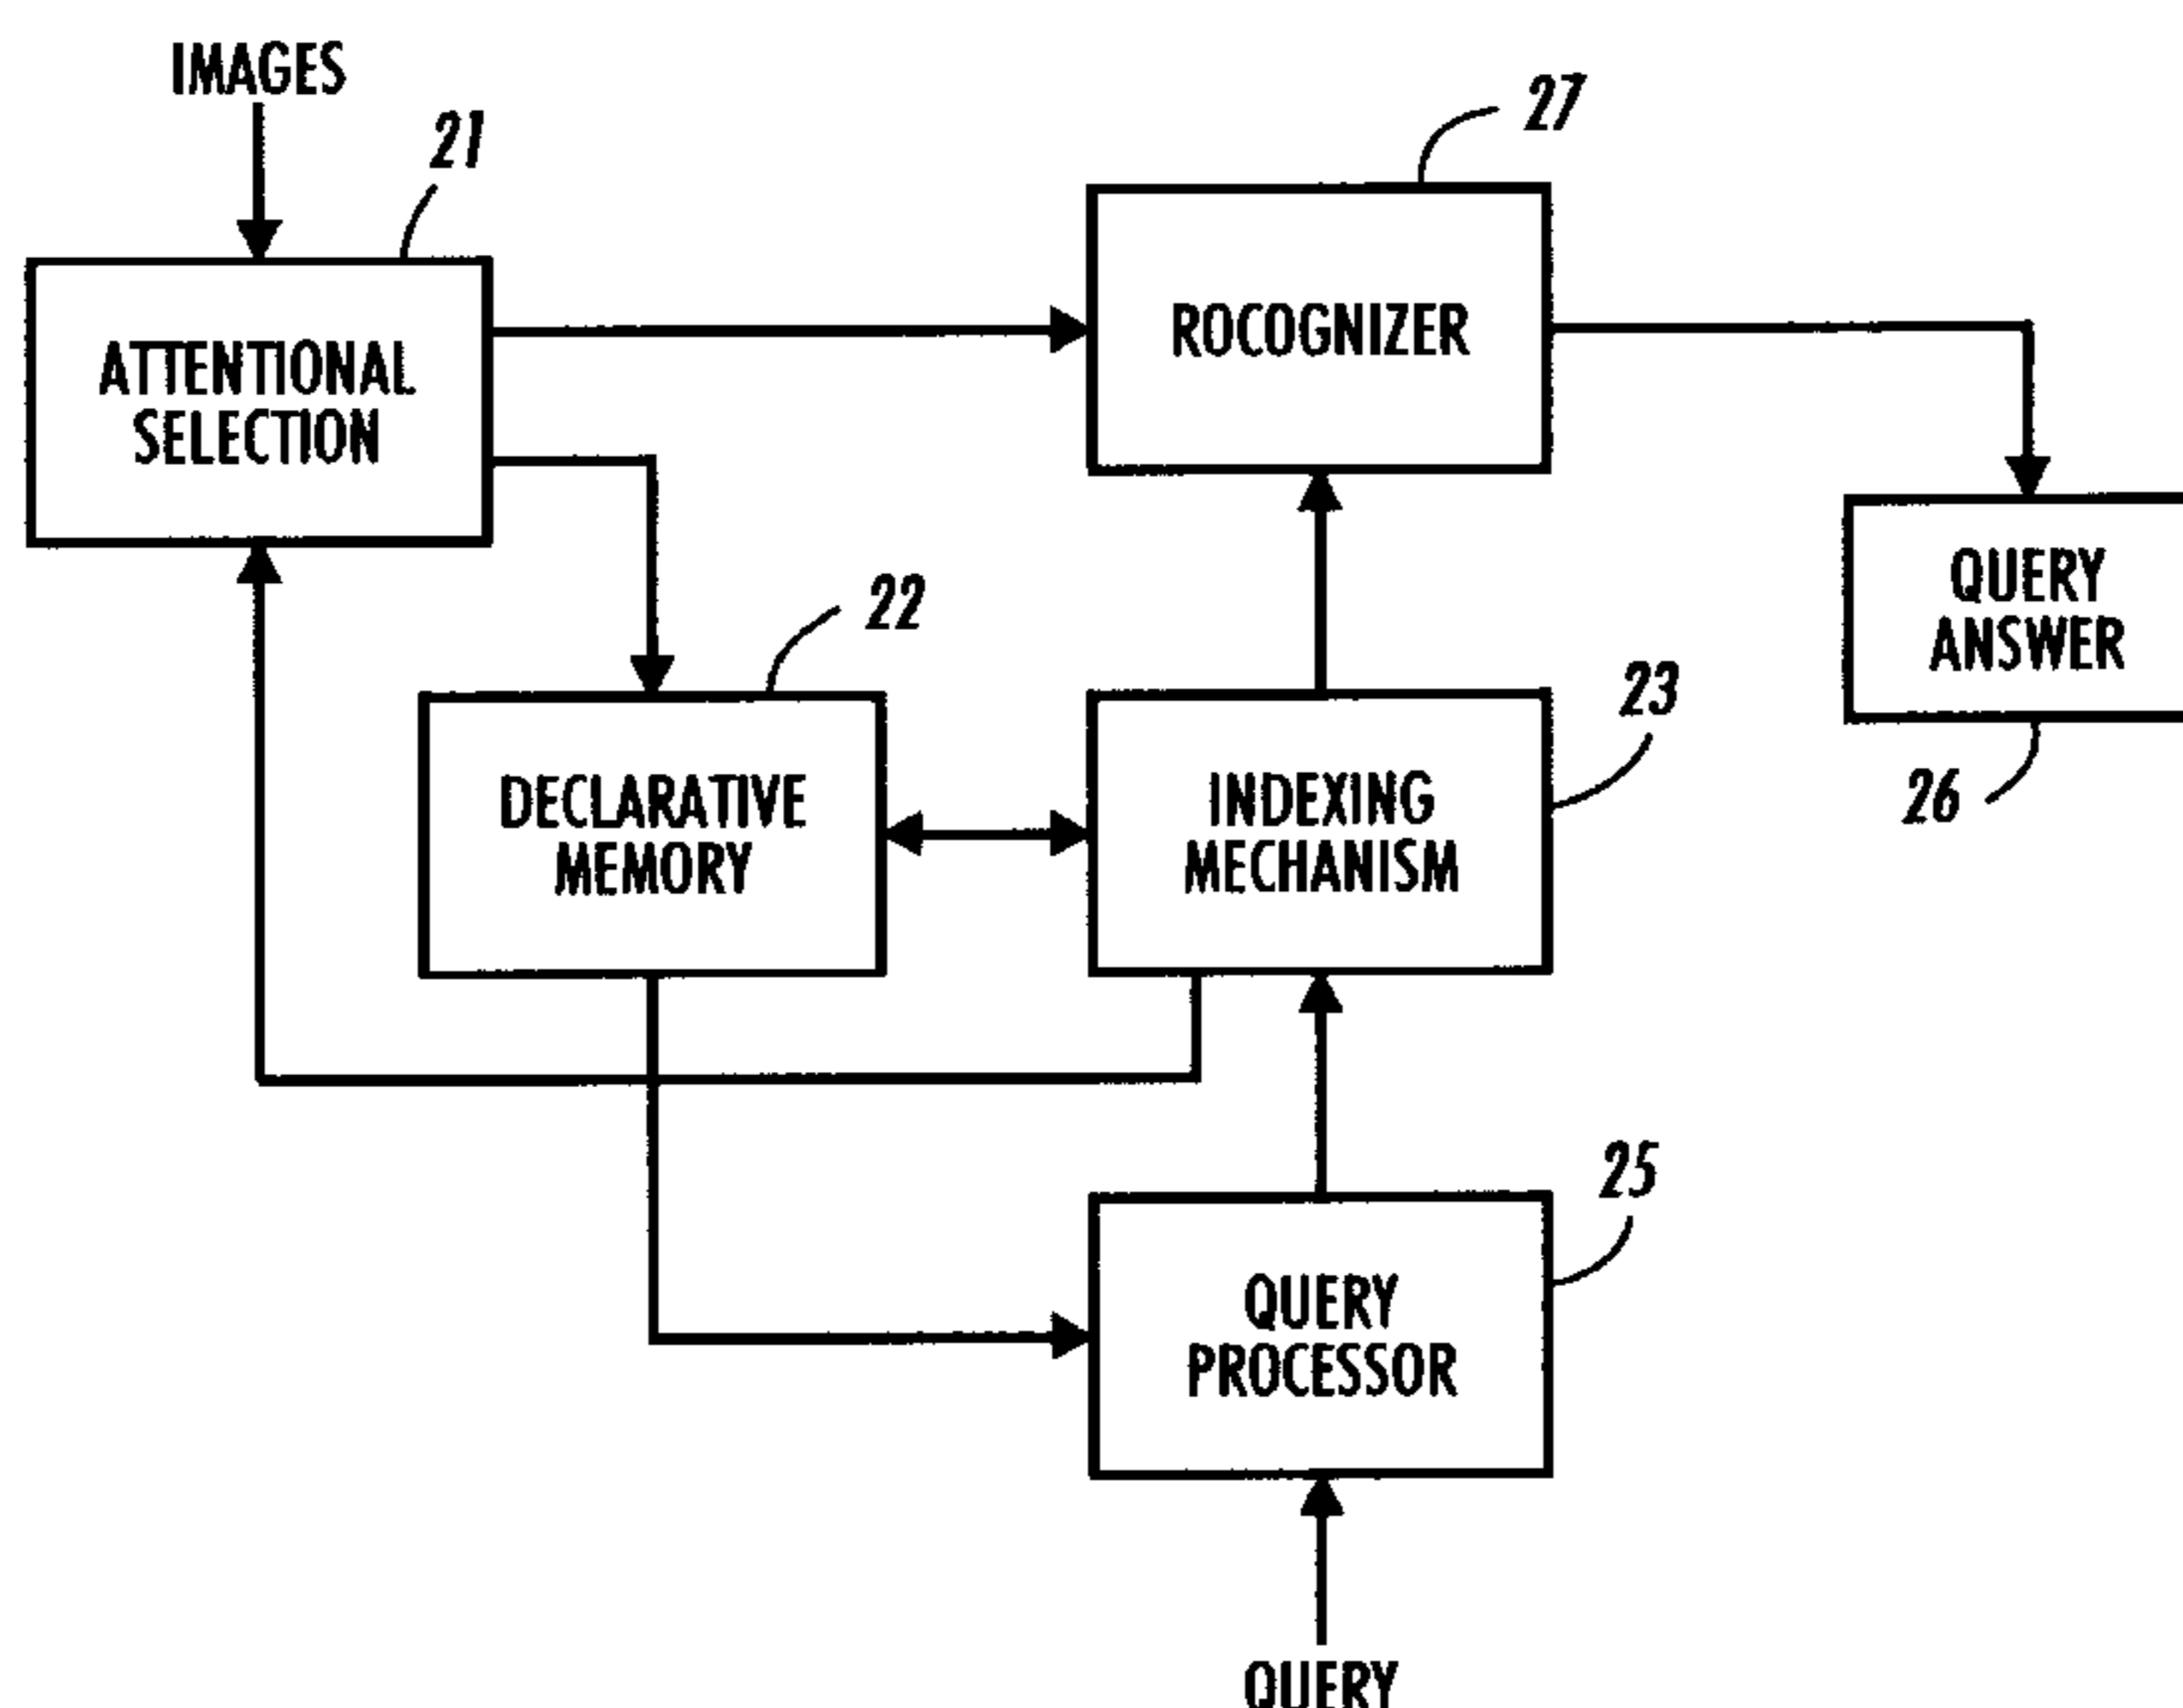 IMAGES
21
27
ATTENTIONAL
SELECTION
ROCOGNIZER
22
QUERY
ANSWER
23
26
DECLARATIVE
MEMORY
INDEXING
MECHANISM
25
QUERY
PROCESSOR
QUERY